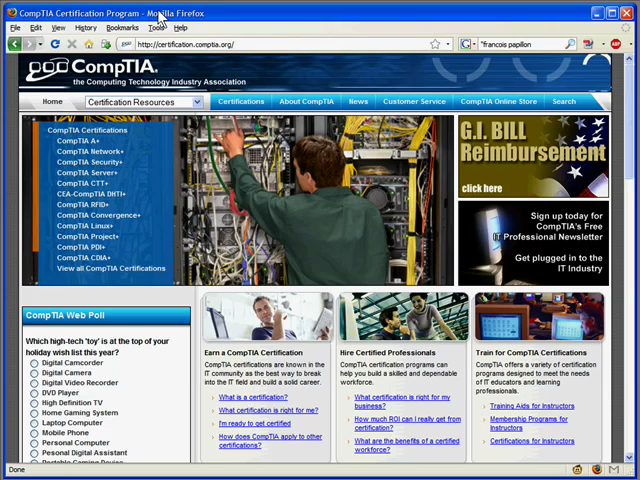 CompTIA Certification Program - Mozilla Firefox
File Edit View History Bookmarks Tools Help
http://certification.comptia.org/
"francois papillon
CompTIA.
the Computing Technology Industry Association
Home
Certification Resources
Certifications
About CompTIA
News
Customer Service
CompTIA Online Store
Search
CompTIA Certifications
CompTIA A+
CompTIA Network+
CompTIA Security+
CompTIA Server+
CompTIA CTT+
CEA-CompTIA DHTI+
CompTIA RFID+
CompTIA Convergence+
CompTIA Linux+
CompTIA Project+
CompTIA PDI+
CompTIA CDIA+
View all CompTIA Certifications
G.I. BILL
Reimbursement
click here
Sign up today for
CompTIA's Free
IT Professional Newsletter
Get plugged in to the
IT Industry
CompTIA Web Poll
Which high-tech 'toy' is at the top of your
holiday wish list this year?
Digital Camcorder
Digital Camera
Digital Video Recorder
DVD Player
High Definition TV
Home Gaming System
Laptop Computer
Mobile Phone
Personal Computer
Personal Digital Assistant
Portable Gaming Device
Earn a CompTIA Certification
CompTIA certifications are known in the
IT community as the best way to break
into the IT field and build a solid career.
What is a certification?
What certification is right for me?
I'm ready to get certified
How does CompTIA apply to other
certifications?
Hire Certified Professionals
CompTIA certification programs can
help you build a skilled and dependable
workforce.
What certification is right for my
business?
How much ROI can I really get from
certification?
What are the benefits of a certified
workforce?
Train for CompTIA Certifications
CompTIA offers a variety of certification
programs designed to meet the needs
of IT educators and learning
professionals.
Training Aids for Instructors
Membership Programs for
Instructors
Certifications for Instructors
Done